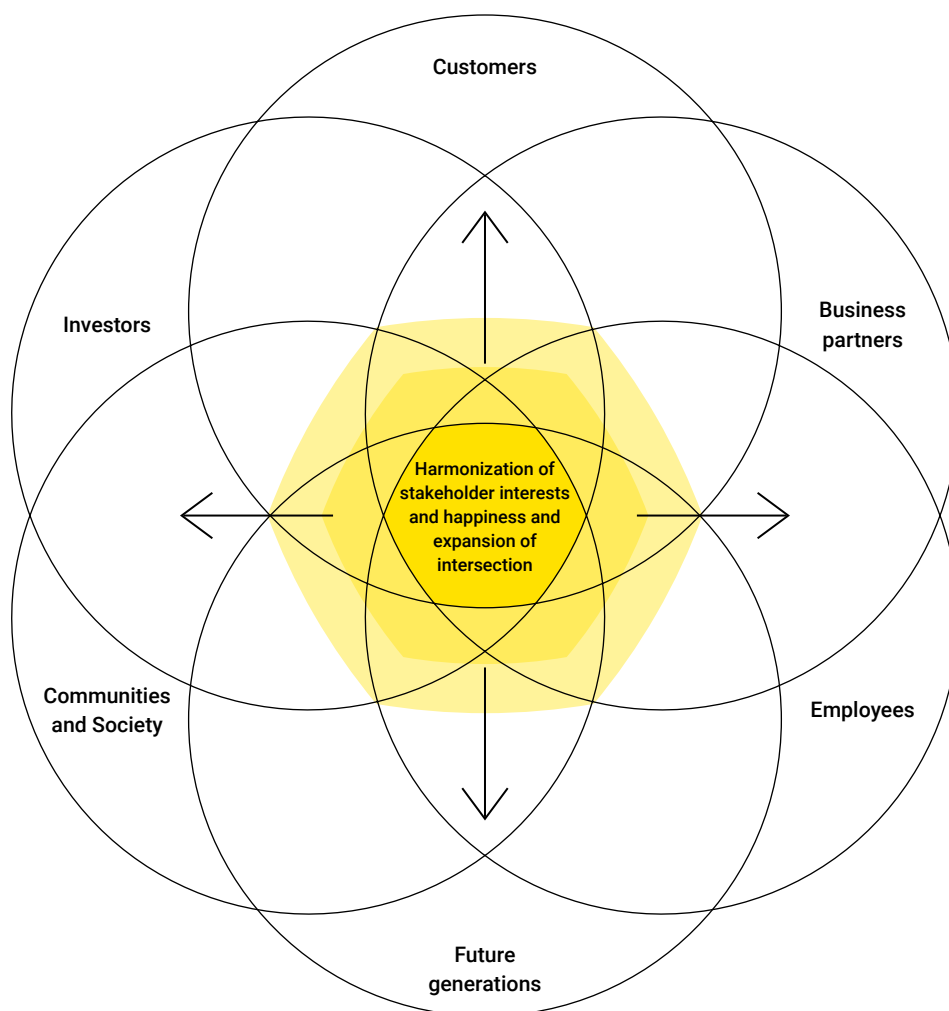 Customers
Investors
Business
partners
Harmonization of
stakeholder interests
and happiness and
expansion of
intersection
Communities
and Society
Employees
Future
generations